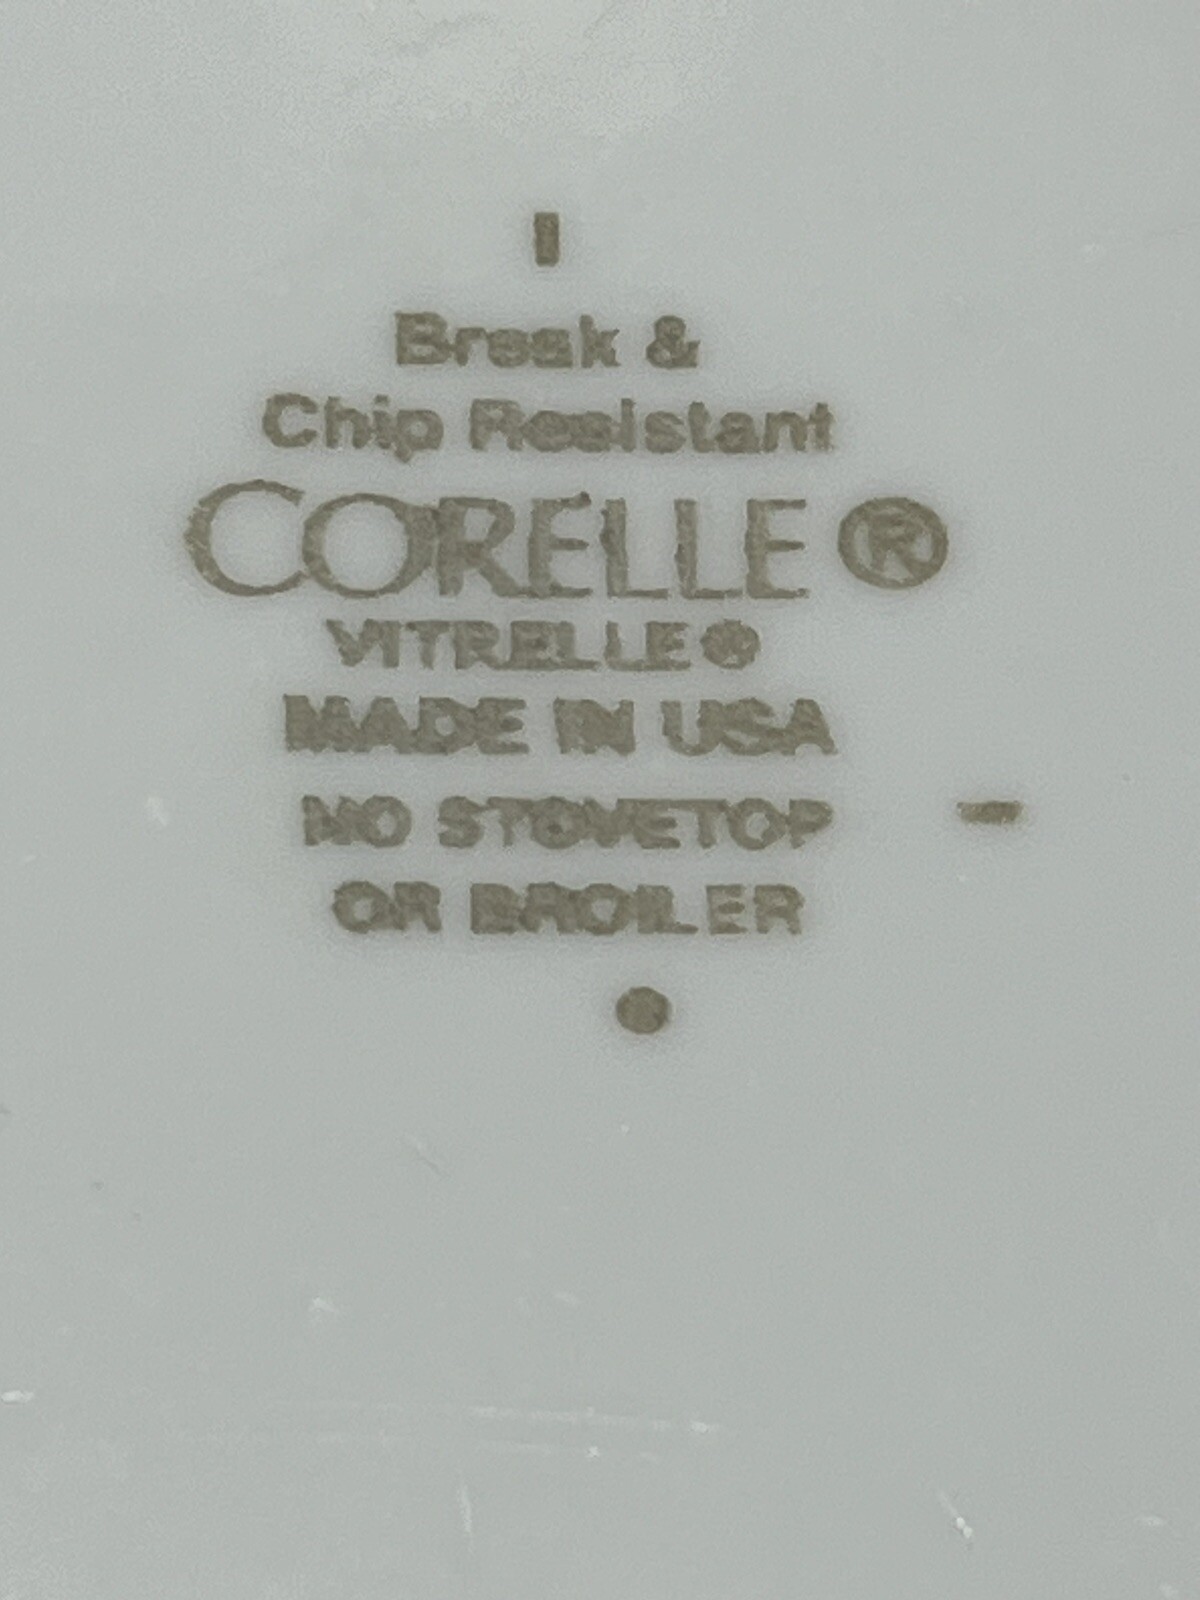 Break &
Chip Resistant
CORELLE ®
VITRELLE®
MADE IN USA
NO STOVETOP
OR BROILER